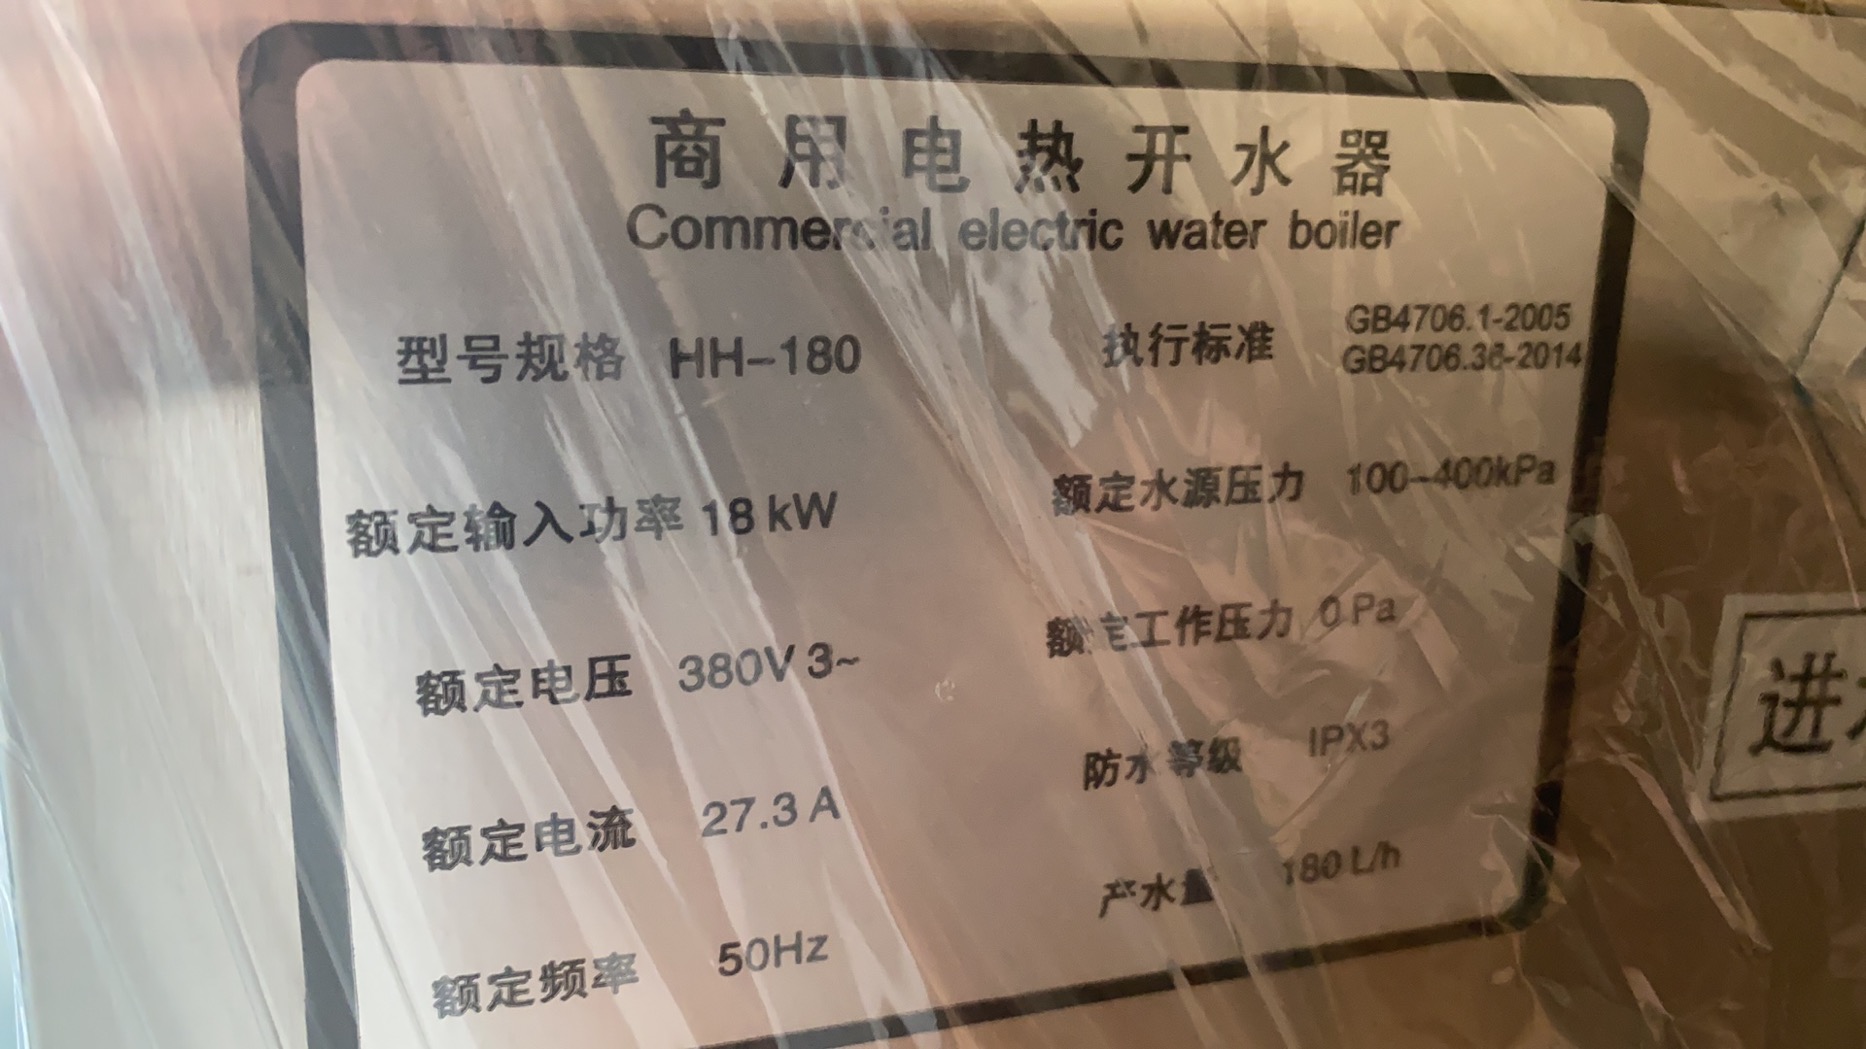 商用电热开水器
Commercial electric water boiler
型号规格 HH-180
执行标准 GB4706.1-2005
GB4706.36-2014
额定输入功率 18 kW
额定水源压力 100-400kPa
额定电压 380V 3~
额定工作压力 0 Pa
额定电流 27.3 A
防水等级 IPX3
额定频率 50Hz
产水量 180 L/h
进